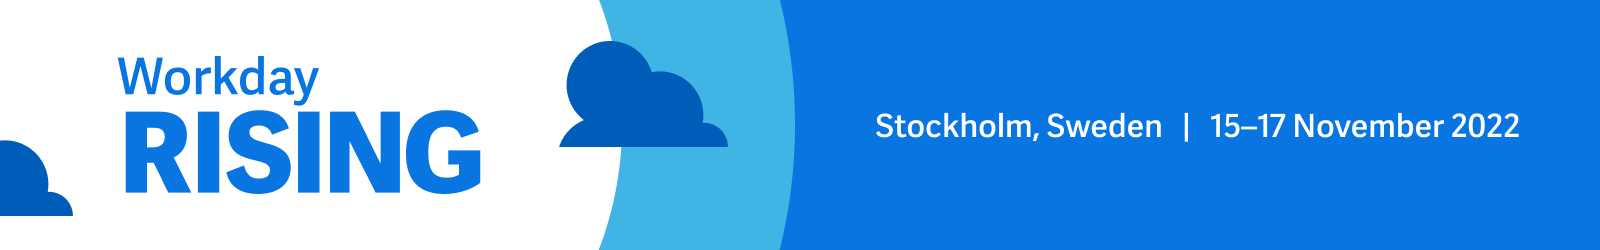 Workday
RISING
Stockholm, Sweden | 15–17 November 2022